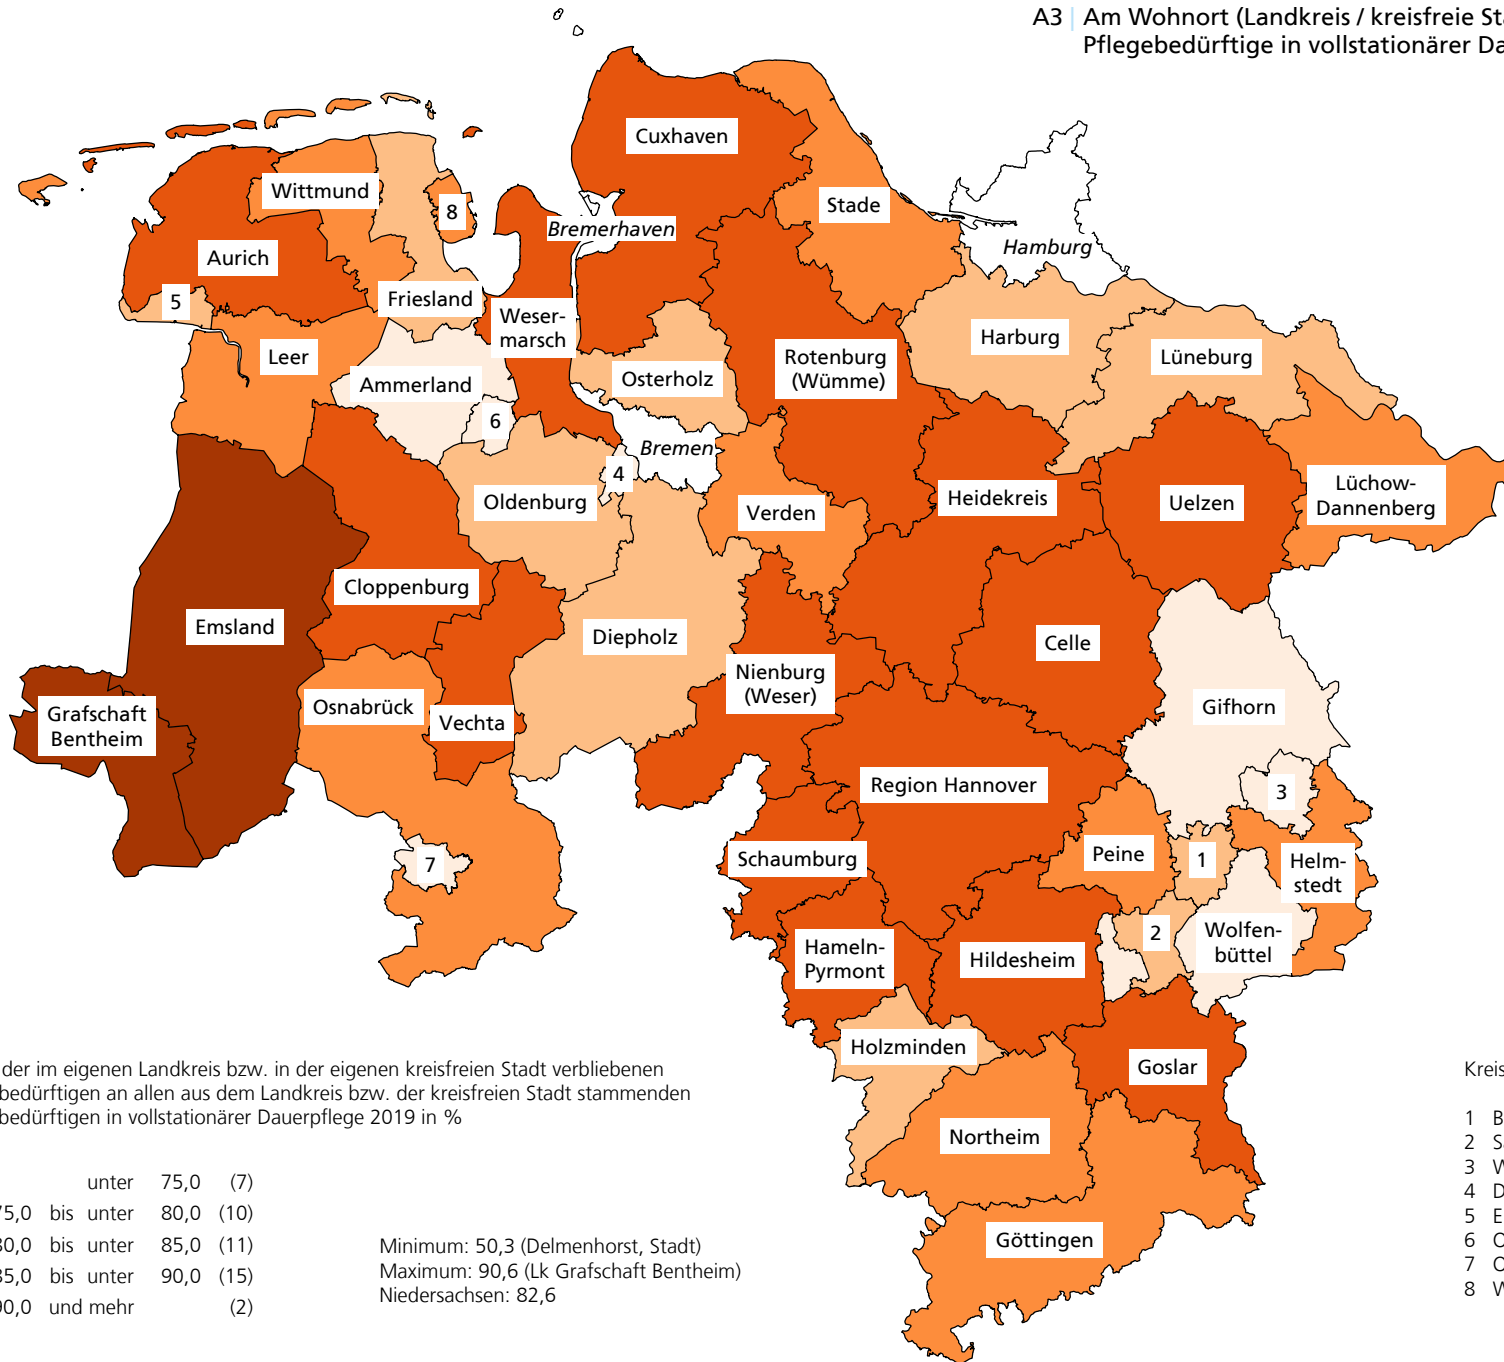 A3 | Am Wohnort (Landkreis / kreisfreie
Pflegebedürftige in vollstationärer
Cuxhaven
Wittmund
8
Stade
Bremerhaven
Hamburg
Aurich
5
Friesland
Weser-
marsch
Harburg
Leer
Lüneburg
Rotenburg
(Wümme)
Ammerland
Osterholz
6
Bremen
4
Oldenburg
Verden
Heidekreis
Uelzen
Lüchow-
Dannenberg
Cloppenburg
Emsland
Diepholz
Celle
Nienburg
(Weser)
Grafschaft
Bentheim
Osnabrück
Vechta
Gifhorn
Region Hannover
3
Schaumburg
7
Peine
1
Helm-
stedt
Hameln-
Pyrmont
Hildesheim
2
Wolfen-
büttel
Holzminden
Goslar
Northeim
Göttingen
der im eigenen Landkreis bzw. in der eigenen kreisfreien Stadt verbliebenen
bedürftigen an allen aus dem Landkreis bzw. der kreisfreien Stadt stammenden
bedürftigen in vollstationärer Dauerpflege 2019 in %
unter 75,0 (7)
75,0 bis unter 80,0 (10)
80,0 bis unter 85,0 (11)
85,0 bis unter 90,0 (15)
90,0 und mehr (2)
Minimum: 50,3 (Delmenhorst, Stadt)
Maximum: 90,6 (Lk Grafschaft Bentheim)
Niedersachsen: 82,6
Kreis
1 B
2 S
3 W
4 D
5 E
6 O
7 O
8 W